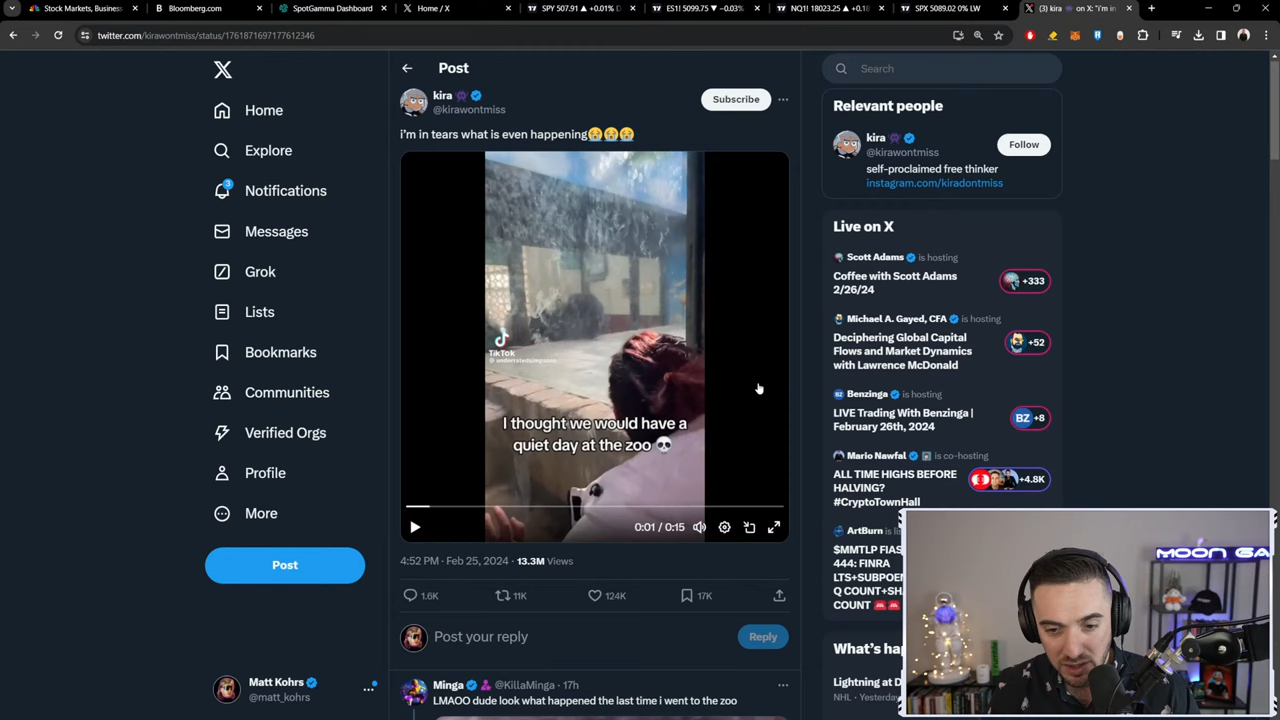 Stock Markets, Business
Bloomberg.com
SpotGamma Dashboard
Home / X
SPY 507.91 ▲ +0.01%
ES1! 5099.75 ▼ −0.03%
NQ1! 18023.25 ▲ +0.18
SPX 5089.02 0% LW
(3) kira on X: "i'm in
twitter.com/kirawontmiss/status/1761871697177612346
Home
Explore
3
Notifications
Messages
Grok
Lists
Bookmarks
Communities
Verified Orgs
Profile
More
Post
Matt Kohrs
@matt_kohrs
Post
kira 👾
@kirawontmiss
Subscribe
i'm in tears what is even happening😭😭😭
TikTok
I thought we would have a
quiet day at the zoo 💀
0:01 / 0:15
4:52 PM · Feb 25, 2024 · 13.3M Views
1.6K
11K
124K
17K
Post your reply
Reply
Minga @KillaMinga · 17h
LMAOO dude look what happened the last time i went to the zoo
Search
Relevant people
kira 👾
@kirawontmiss
Follow
self-proclaimed free thinker
instagram.com/kiradontmiss
Live on X
Scott Adams is hosting
Coffee with Scott Adams
2/26/24
+333
Michael A. Gayed, CFA is hosting
Deciphering Global Capital
Flows and Market Dynamics
with Lawrence McDonald
+52
Benzinga is hosting
LIVE Trading With Benzinga |
February 26th, 2024
+8
Mario Nawfal is co-hosting
ALL TIME HIGHS BEFORE
HALVING?
#CryptoTownHall
+4.8K
ArtBurn is
$MMTLP FIAS
444: FINRA
LTS+SUBPOEN
Q COUNT+SH
COUNT
What's hap
Lightning at D
NHL · Yesterday
MOON GA